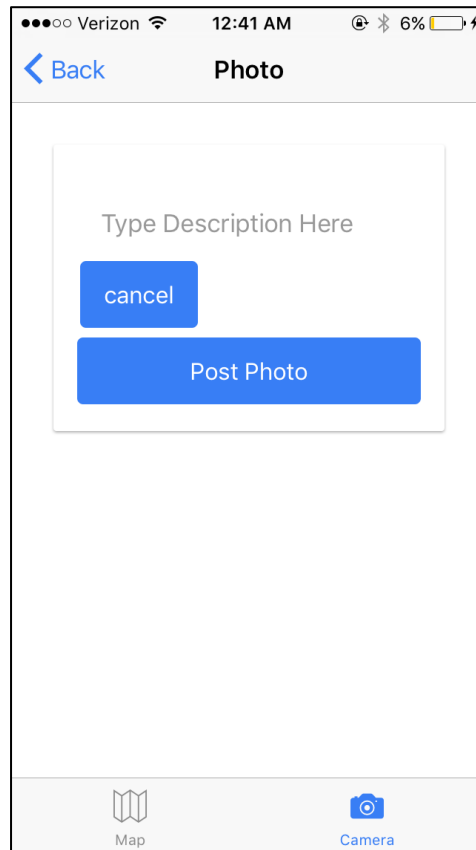 Verizon 12:41 AM 6%
Back Photo
Type Description Here
cancel
Post Photo
Map Camera